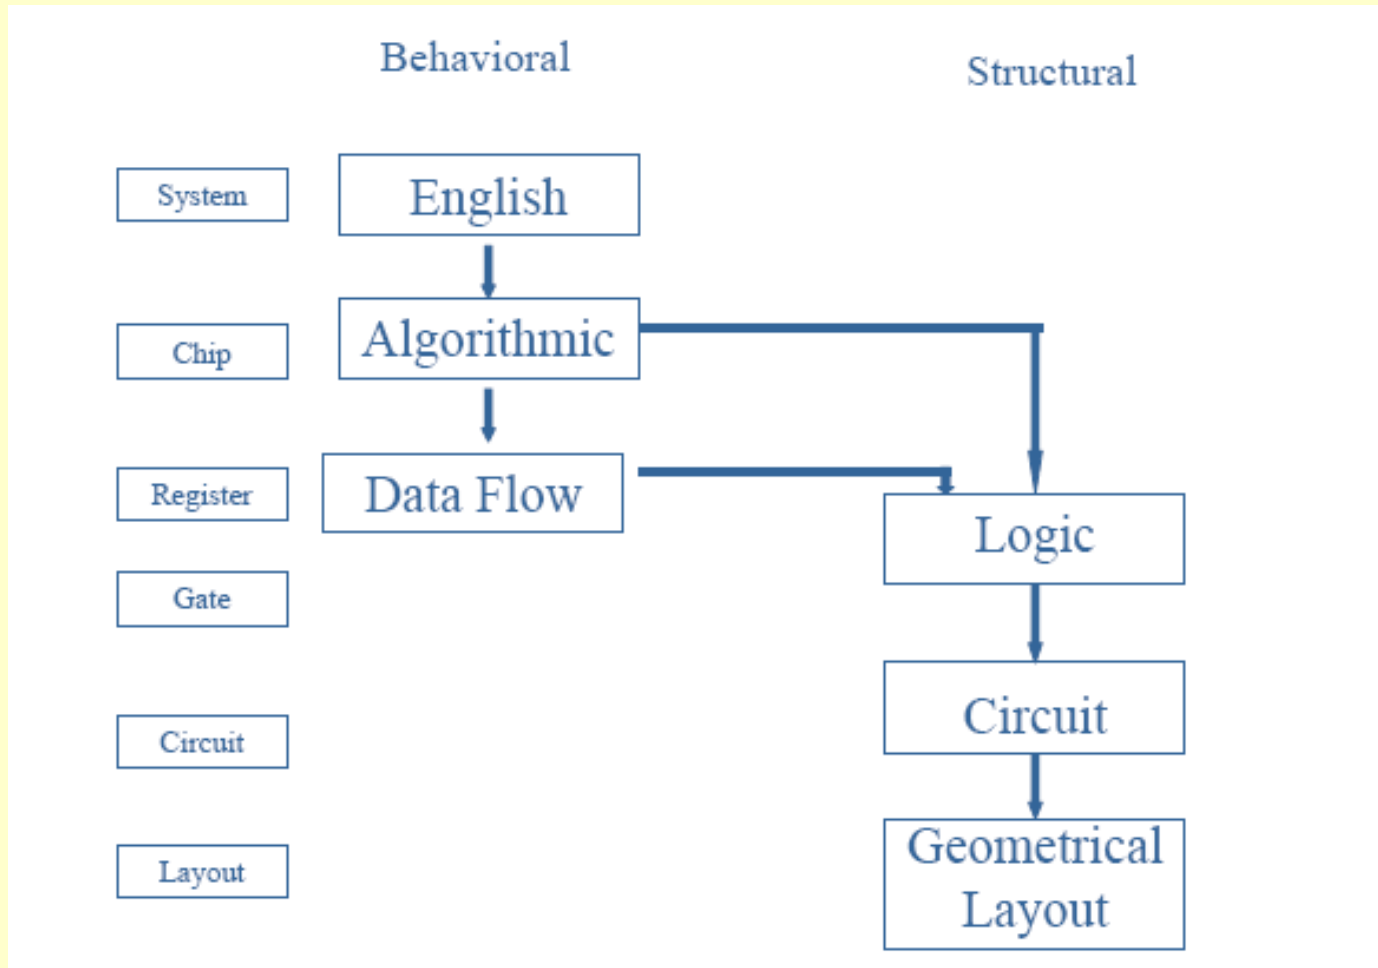 Behavioral
Structural
System
English
Chip
Algorithmic
Register
Data Flow
Logic
Gate
Circuit
Circuit
Layout
Geometrical
Layout